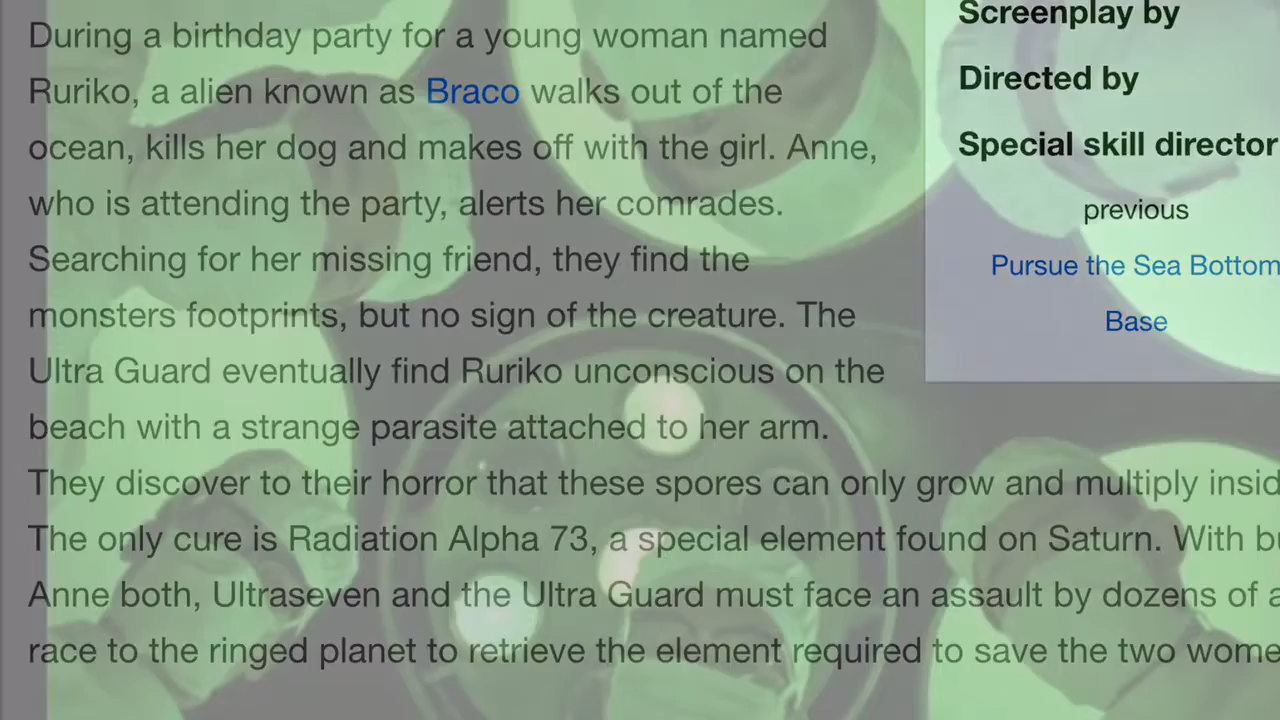 During a birthday party for a young woman named
Ruriko, a alien known as Braco walks out of the
ocean, kills her dog and makes off with the girl. Anne,
who is attending the party, alerts her comrades.
Searching for her missing friend, they find the
monsters footprints, but no sign of the creature. The
Ultra Guard eventually find Ruriko unconscious on the
beach with a strange parasite attached to her arm.
They discover to their horror that these spores can only grow and multiply insid
The only cure is Radiation Alpha 73, a special element found on Saturn. With bu
Anne both, Ultraseven and the Ultra Guard must face an assault by dozens of a
race to the ringed planet to retrieve the element required to save the two wome
Screenplay by
Directed by
Special skill director
previous
Pursue the Sea Bottom
Base